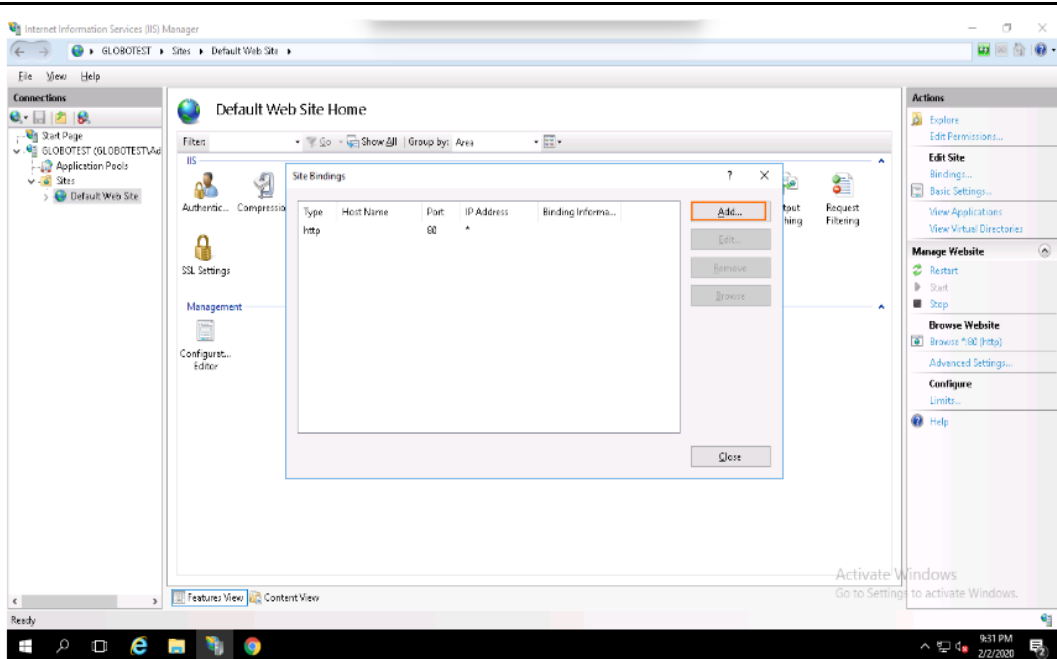 Internet Information Services (IIS) Manager
GLOBOTEST Sites Default Web Site
File View Help
Connections
Start Page
GLOBOTEST (GLOBOTEST\Ad
Application Pools
Sites
Default Web Site
Default Web Site Home
Filter: Go Show All Group by: Area
IIS
Authentic... Compressio
SSL Settings
Management
Configurat...
Editor
tput
hing
Request
Filtering
Site Bindings
? X
Type Host Name Port IP Address Binding Informa...
http 80 *
Add...
Edit...
Remove
Browse
Close
Features View Content View
Ready
Actions
Explore
Edit Permissions...
Edit Site
Bindings...
Basic Settings...
View Applications
View Virtual Directories
Manage Website
Restart
Start
Stop
Browse Website
Browse *:80 (http)
Advanced Settings...
Configure
Limits...
Help
Activate Windows
Go to Settings to activate Windows.
9:31 PM
2/2/2020